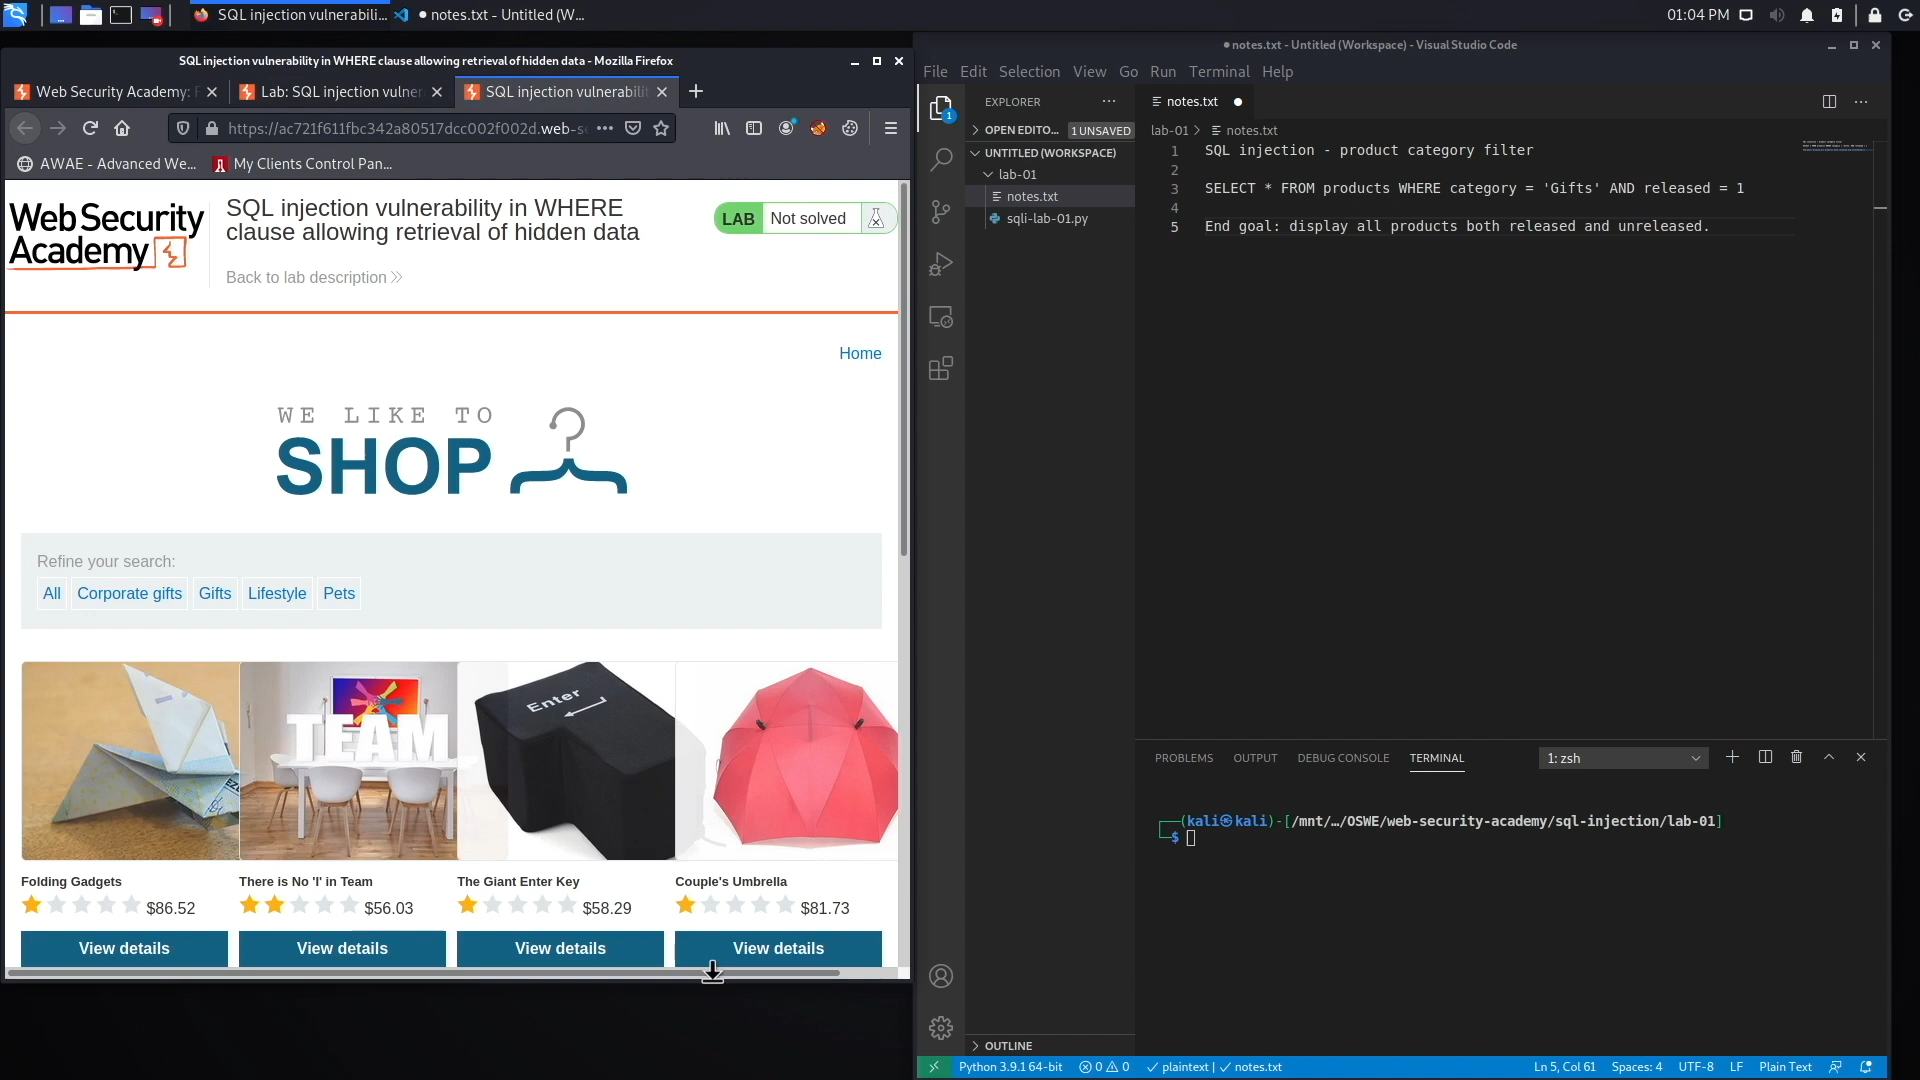 SQL injection vulnerabili...
● notes.txt - Untitled (W...
01:04 PM
SQL injection vulnerability in WHERE clause allowing retrieval of hidden data - Mozilla Firefox
Web Security Academy: F
Lab: SQL injection vulner
SQL injection vulnerabilit
https://ac721f611fbc342a80517dcc002f002d.web-s
AWAE - Advanced We...
My Clients Control Pan...
Web Security
Academy
SQL injection vulnerability in WHERE
clause allowing retrieval of hidden data
LAB
Not solved
Back to lab description
Home
WE LIKE TO
SHOP
Refine your search:
All
Corporate gifts
Gifts
Lifestyle
Pets
TEAM
Enter
Folding Gadgets
There is No 'I' in Team
The Giant Enter Key
Couple's Umbrella
$86.52
$56.03
$58.29
$81.73
View details
View details
View details
View details
● notes.txt - Untitled (Workspace) - Visual Studio Code
File Edit Selection View Go Run Terminal Help
1
EXPLORER
OPEN EDITO...
1 UNSAVED
UNTITLED (WORKSPACE)
lab-01
notes.txt
sqli-lab-01.py
OUTLINE
notes.txt
lab-01 > notes.txt
1 SQL injection - product category filter
2
3 SELECT * FROM products WHERE category = 'Gifts' AND released = 1
4
5 End goal: display all products both released and unreleased.
PROBLEMS OUTPUT DEBUG CONSOLE TERMINAL
1: zsh
┌──(kali㉿kali)-[/mnt/…/OSWE/web-security-academy/sql-injection/lab-01]
└─$
Python 3.9.1 64-bit
0
0
plaintext |
notes.txt
Ln 5, Col 61
Spaces: 4
UTF-8
LF
Plain Text